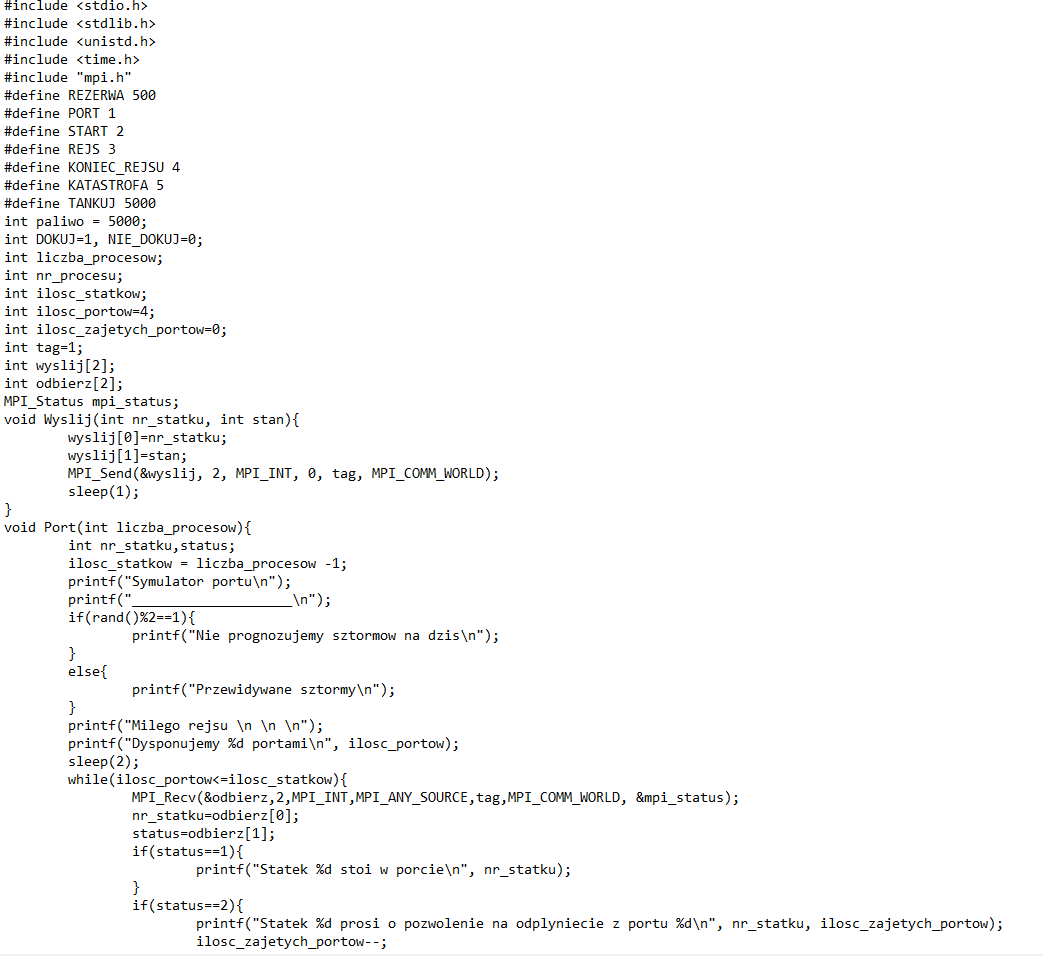 #include <stdio.h>
#include <stdlib.h>
#include <unistd.h>
#include <time.h>
#include "mpi.h"
#define REZERWA 500
#define PORT 1
#define START 2
#define REJS 3
#define KONIEC_REJSU 4
#define KATASTROFA 5
#define TANKUJ 5000
int paliwo = 5000;
int DOKUJ=1, NIE_DOKUJ=0;
int liczba_procesow;
int nr_procesu;
int ilosc_statkow;
int ilosc_portow=4;
int ilosc_zajetych_portow=0;
int tag=1;
int wyslij[2];
int odbierz[2];
MPI_Status mpi_status;
void Wyslij(int nr_statku, int stan){
        wyslij[0]=nr_statku;
        wyslij[1]=stan;
        MPI_Send(&wyslij, 2, MPI_INT, 0, tag, MPI_COMM_WORLD);
        sleep(1);
}
void Port(int liczba_procesow){
        int nr_statku,status;
        ilosc_statkow = liczba_procesow -1;
        printf("Symulator portu\n");
        printf("____________________\n");
        if(rand()%2==1){
                printf("Nie prognozujemy sztormow na dzis\n");
        }
        else{
                printf("Przewidywane sztormy\n");
        }
        printf("Milego rejsu \n \n \n");
        printf("Dysponujemy %d portami\n", ilosc_portow);
        sleep(2);
        while(ilosc_portow<=ilosc_statkow){
                MPI_Recv(&odbierz,2,MPI_INT,MPI_ANY_SOURCE,tag,MPI_COMM_WORLD, &mpi_status);
                nr_statku=odbierz[0];
                status=odbierz[1];
                if(status==1){
                        printf("Statek %d stoi w porcie\n", nr_statku);
                }
                if(status==2){
                        printf("Statek %d prosi o pozwolenie na odplyniecie z portu %d\n", nr_statku, ilosc_zajetych_portow);
                        ilosc_zajetych_portow--;